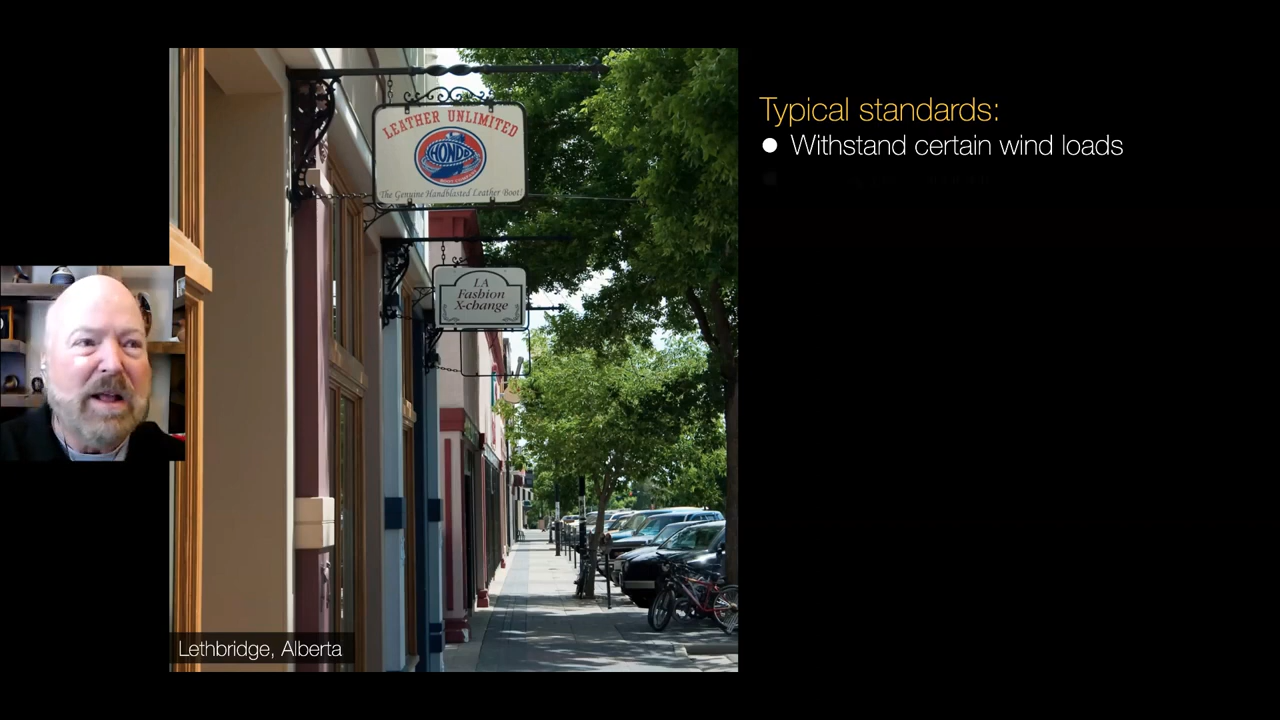 Typical standards:
Withstand certain wind loads
LEATHER UNLIMITED
HONDO
The Genuine Handblasted Leather Boot!
LA
Fashion
X-change
Lethbridge, Alberta